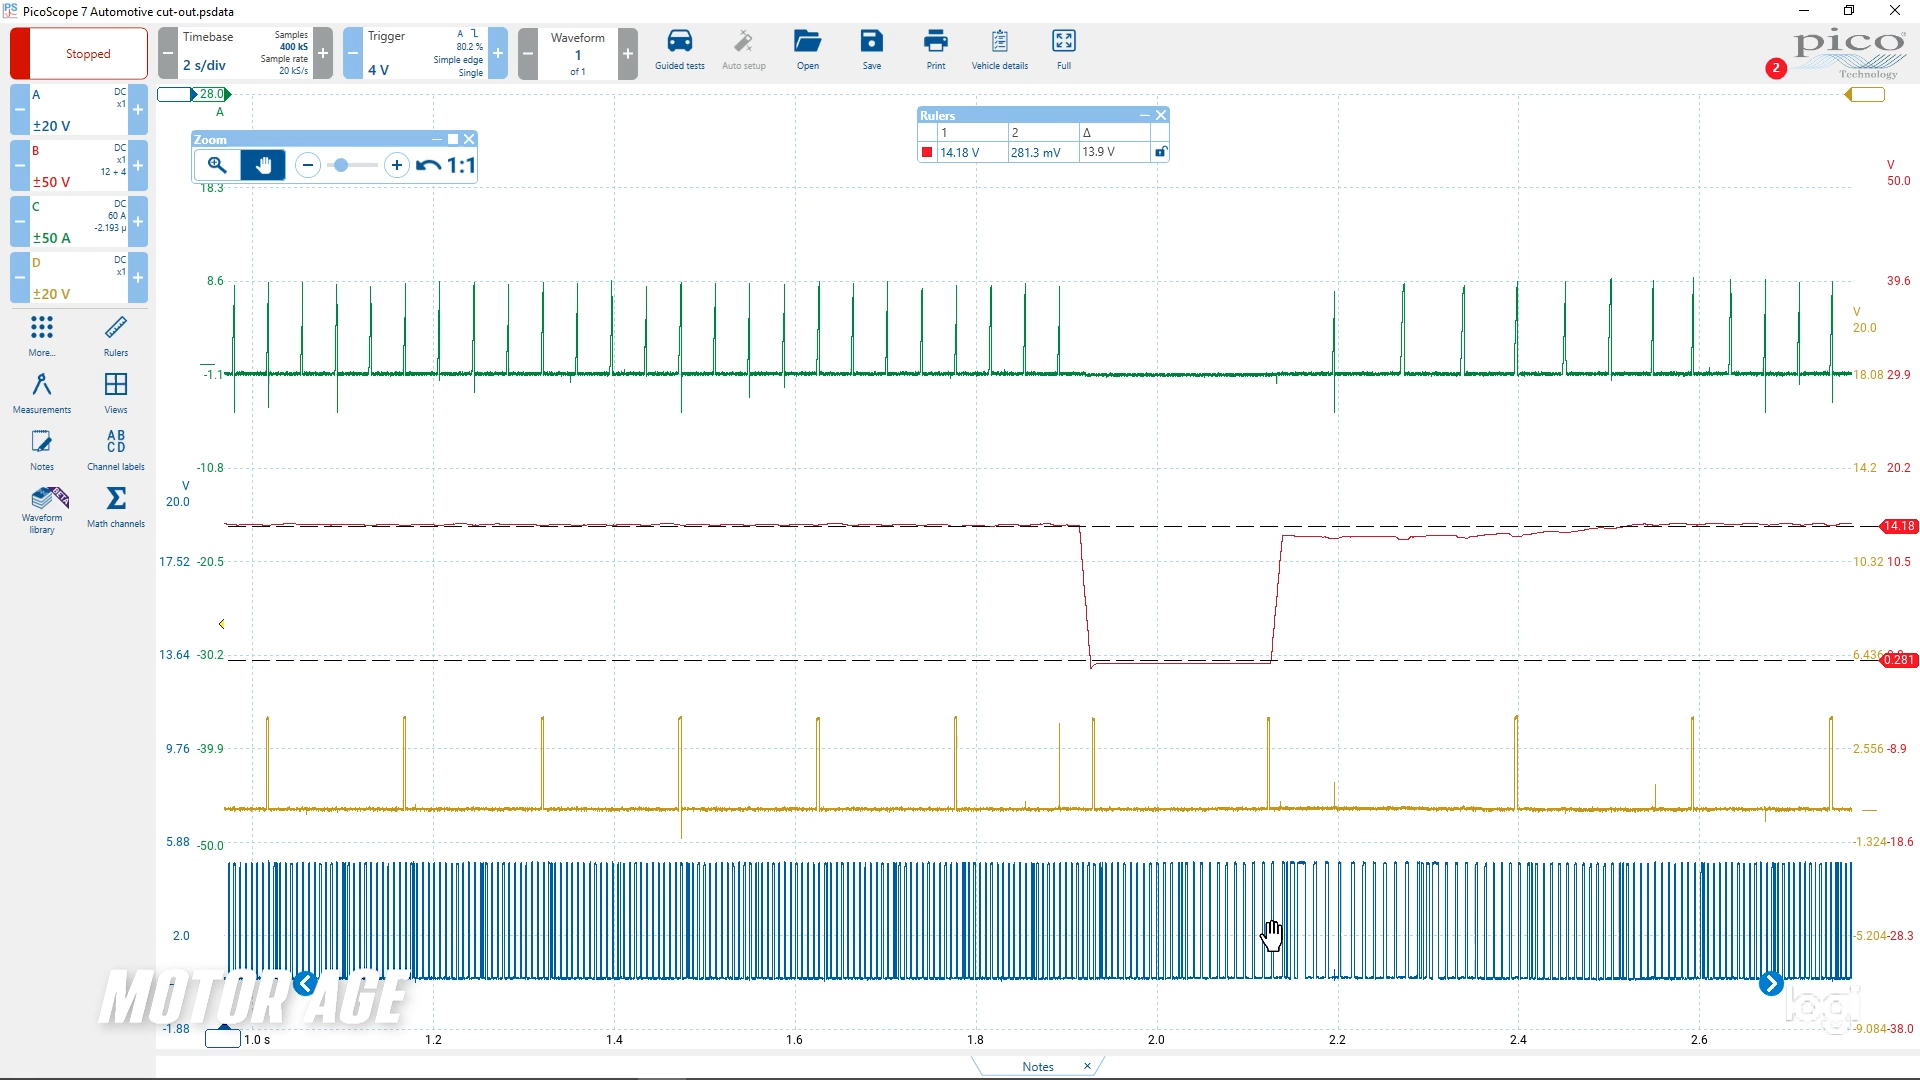 PicoScope 7 Automotive cut-out.psdata
Stopped
Timebase
2 s/div
Samples
400 kS
Sample rate
20 kS/s
Trigger
4 V
A
80.2 %
Simple edge
Single
Waveform
1
of 1
Guided tests
Auto setup
Open
Save
Print
Vehicle details
Full
2
pico
Technology
A
DC
x1
±20 V
B
DC
x1
12 + 4
±50 V
C
DC
60 A
-2.193 µ
±50 A
D
DC
x1
±20 V
More...
Rulers
Measurements
Views
Notes
ABCD
Channel labels
BETA
Waveform library
Math channels
Zoom
1:1
Rulers
1 2 Δ
14.18 V 281.3 mV 13.9 V
28.0
A
18.3
8.6
-1.1
-10.8
V
20.0
17.52 -20.5
13.64 -30.2
9.76 -39.9
5.88 -50.0
2.0
-1.88
V
50.0
39.6
V
20.0
18.08 29.9
14.2 20.2
14.18
10.32 10.5
6.436
0.281
2.556 -8.9
-1.324 -18.6
-5.204 -28.3
-9.084 -38.0
1.0 s 1.2 1.4 1.6 1.8 2.0 2.2 2.4 2.6
MOTOR AGE
logi
Notes